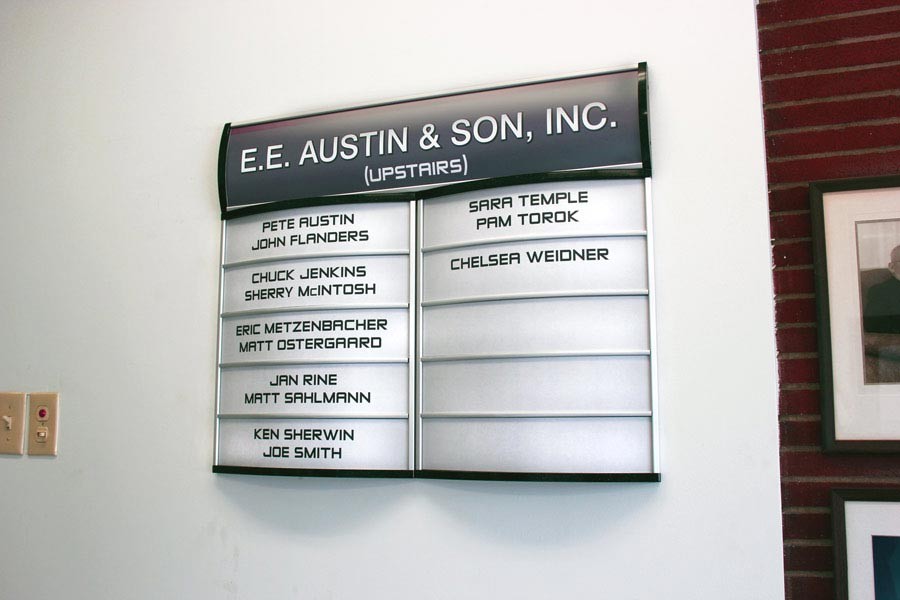 E.E. AUSTIN & SON, INC.
(UPSTAIRS)
PETE AUSTIN
JOHN FLANDERS
CHUCK JENKINS
SHERRY McINTOSH
ERIC METZENBACHER
MATT OSTERGAARD
JAN RINE
MATT SAHLMANN
KEN SHERWIN
JOE SMITH
SARA TEMPLE
PAM TOROK
CHELSEA WEIDNER